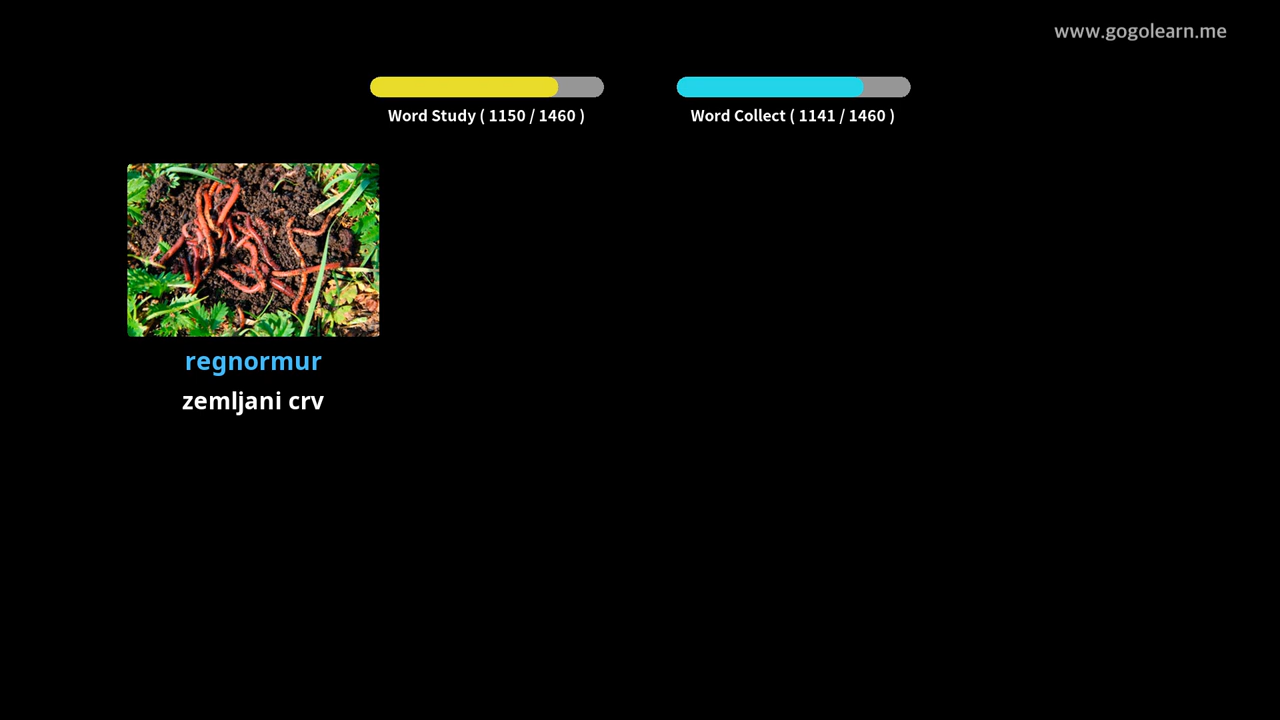 www.gogolearn.me
Word Study ( 1150 / 1460 )
Word Collect ( 1141 / 1460 )
regnormur
zemljani crv